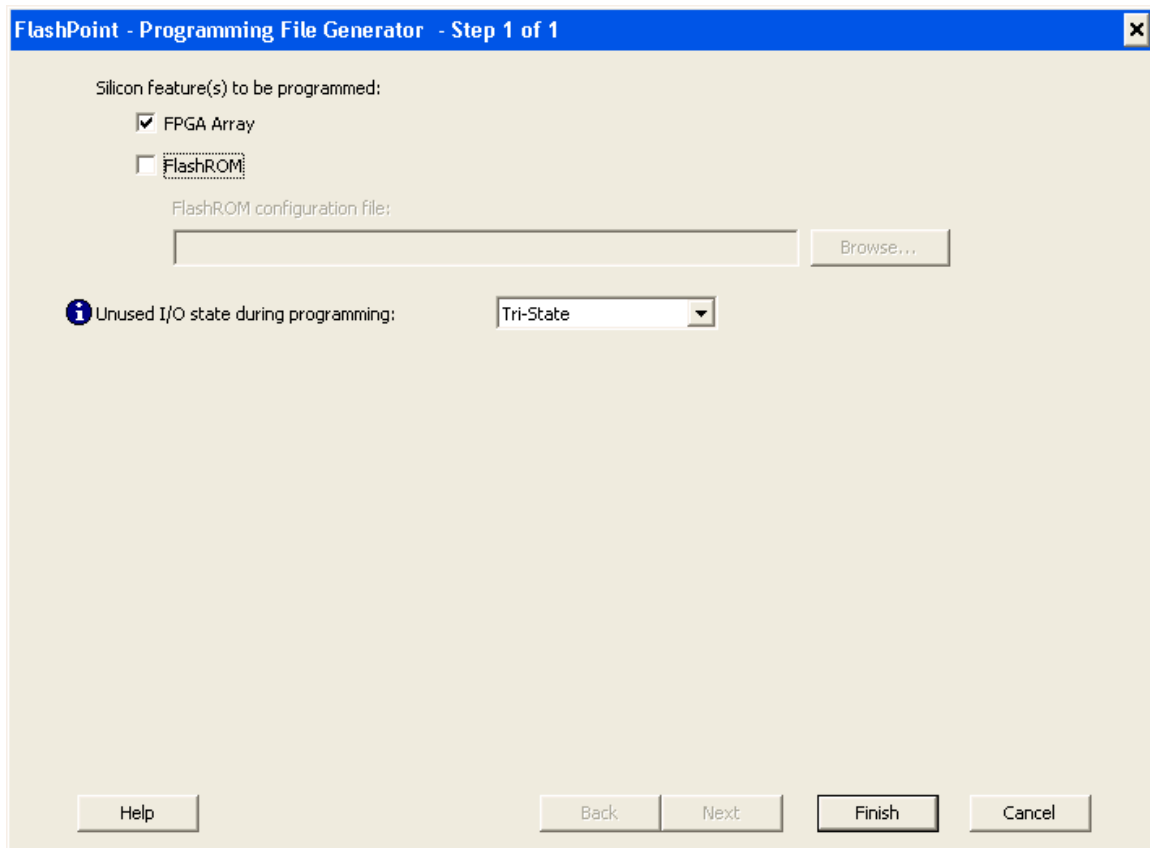 FlashPoint - Programming File Generator - Step 1 of 1
Silicon feature(s) to be programmed:
FPGA Array
FlashROM
FlashROM configuration file:
Browse...
Unused I/O state during programming: Tri-State
Help Back Next Finish Cancel